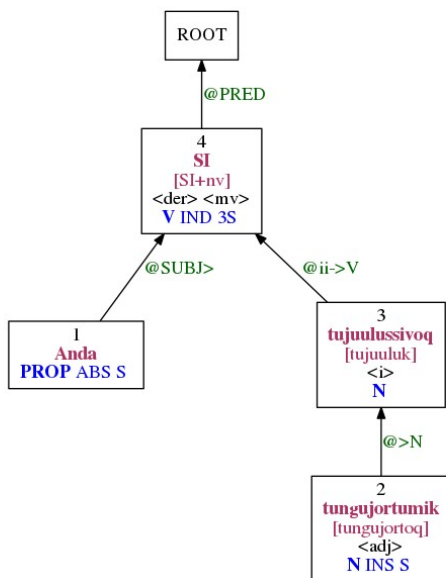 ROOT
@PRED
4
SI
[SI+nv]
<der> <mv>
V IND 3S
@SUBJ>
@ii->V
1
Anda
PROP ABS S
3
tujuulussivoq
[tujuuluk]
<i>
N
@>N
2
tungujortumik
[tungujortoq]
<adj>
N INS S